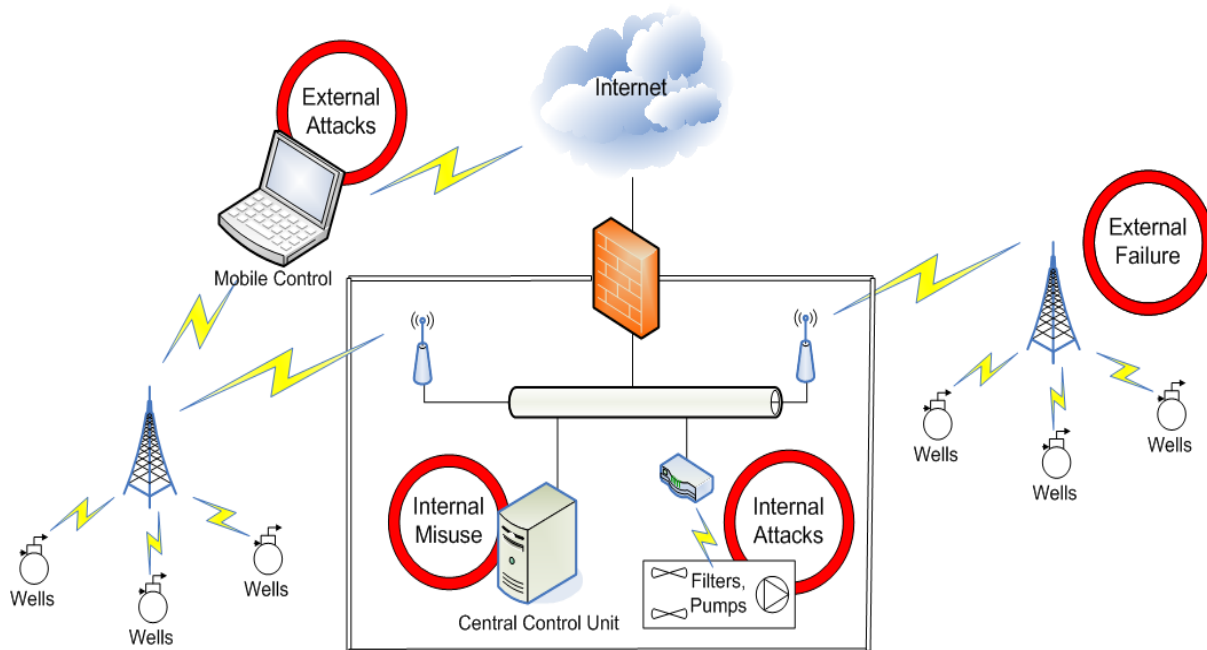 Internet
External
Attacks
Mobile Control
External
Failure
Wells
Wells
Wells
Internal
Misuse
Internal
Attacks
Wells
Wells
Wells
Filters,
Pumps
Central Control Unit